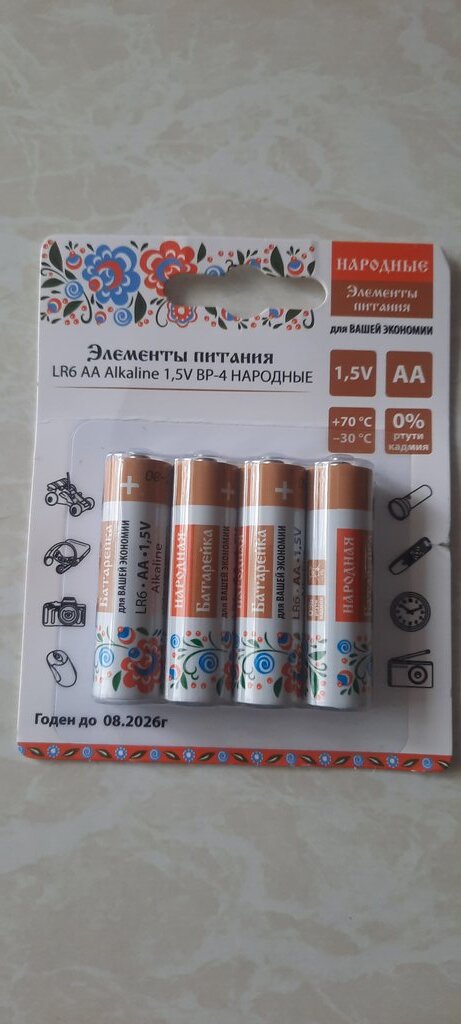 НАРОДНЫЕ
Элементы
питания
для ВАШЕЙ ЭКОНОМИИ
Элементы питания
LR6 AA Alkaline 1,5V BP-4 НАРОДНЫЕ
1,5V
AA
+70 °C
–30 °C
0%
ртути
кадмия
+
Батарейка
для ВАШЕЙ ЭКОНОМИИ
LR6 • AA • 1,5V
Alkaline
+
НАРОДНАЯ
Батарейка
для ВАШЕЙ ЭКОНОМИИ
+
НАРОДНАЯ
Батарейка
для ВАШЕЙ ЭКОНОМИИ
LR6 • AA • 1,5V
НАРОДНАЯ
Годен до 08.2026г